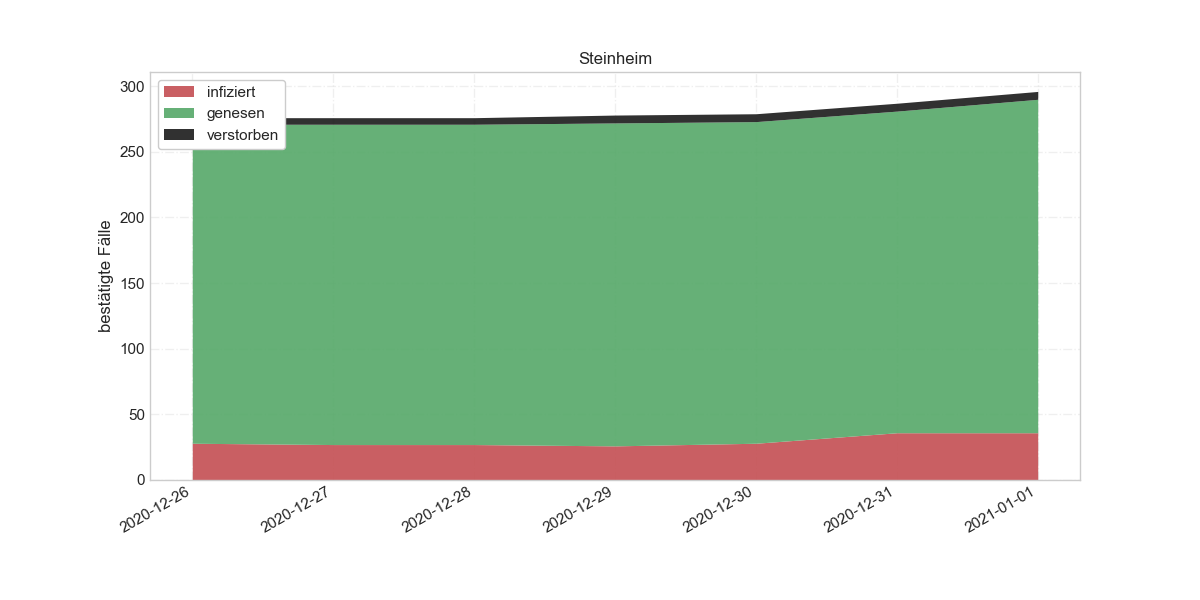 Steinheim
infiziert
genesen
verstorben
bestätigte Fälle
300
250
200
150
100
50
0
2020-12-26
2020-12-27
2020-12-28
2020-12-29
2020-12-30
2020-12-31
2021-01-01